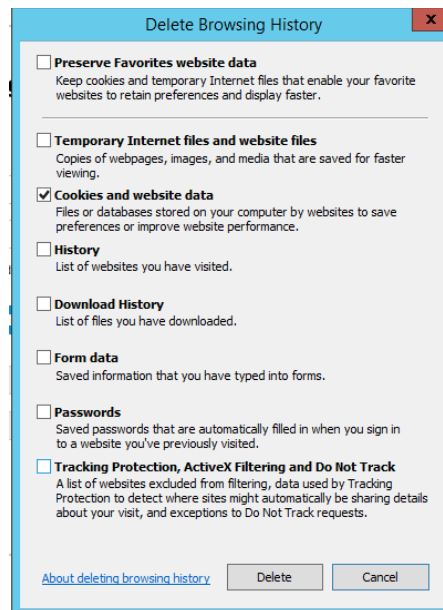 Delete Browsing History
x
Preserve Favorites website data
Keep cookies and temporary Internet files that enable your favorite
websites to retain preferences and display faster.
Temporary Internet files and website files
Copies of webpages, images, and media that are saved for faster
viewing.
Cookies and website data
Files or databases stored on your computer by websites to save
preferences or improve website performance.
History
List of websites you have visited.
Download History
List of files you have downloaded.
Form data
Saved information that you have typed into forms.
Passwords
Saved passwords that are automatically filled in when you sign in
to a website you've previously visited.
Tracking Protection, ActiveX Filtering and Do Not Track
A list of websites excluded from filtering, data used by Tracking
Protection to detect where sites might automatically be sharing details
about your visit, and exceptions to Do Not Track requests.
About deleting browsing history
Delete
Cancel